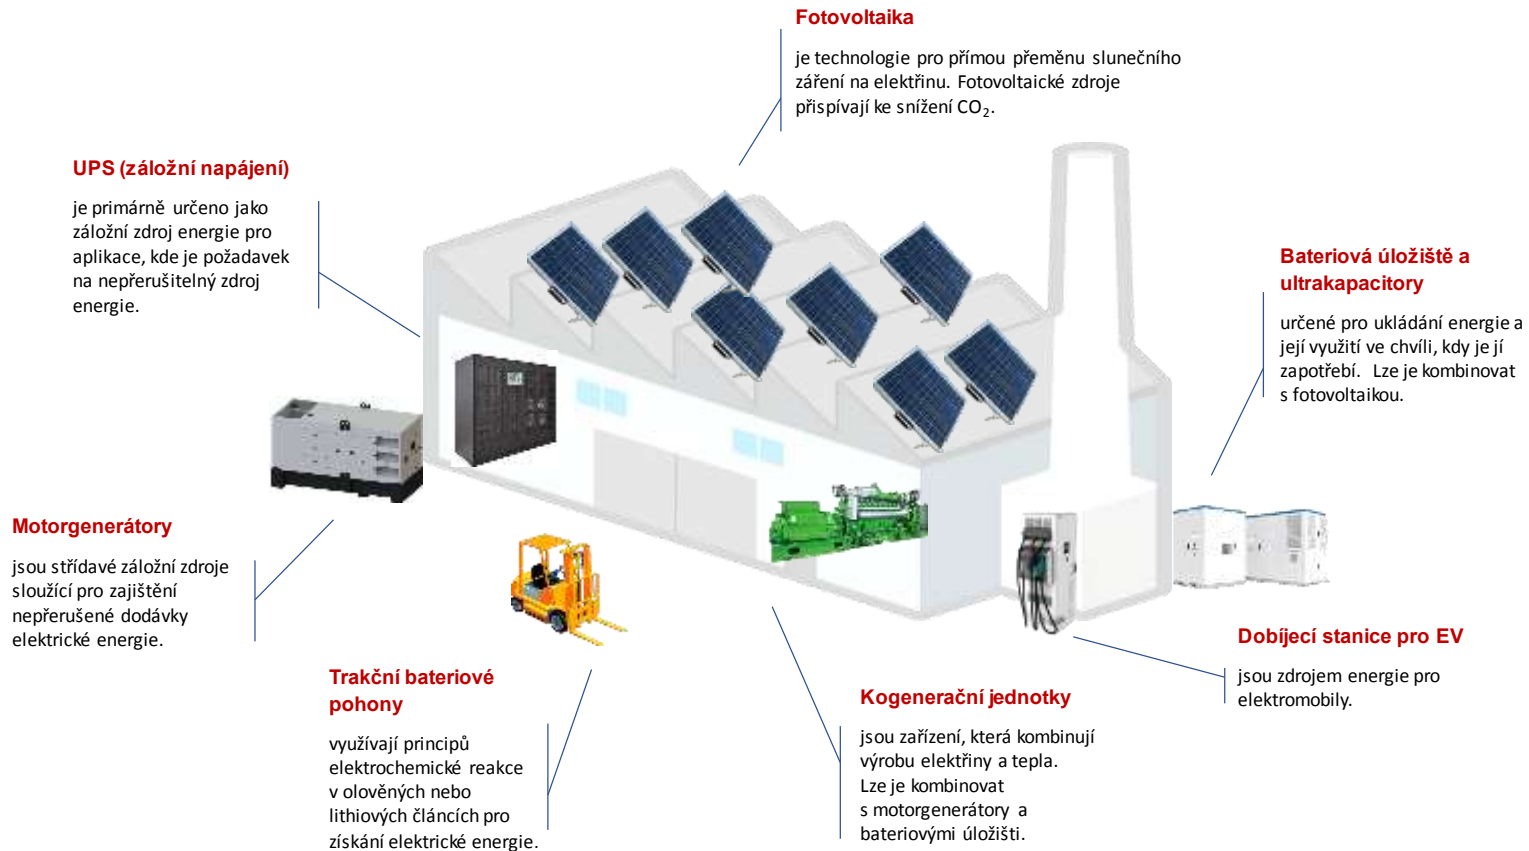 Fotovoltaika
je technologie pro přímou přeměnu slunečního
záření na elektřinu. Fotovoltaické zdroje
přispívají ke snížení CO₂.
UPS (záložní napájení)
je primárně určeno jako
záložní zdroj energie pro
aplikace, kde je požadavek
na nepřerušitelný zdroj
energie.
Bateriová úložiště a
ultrakapacitory
určené pro ukládání energie a
její využití ve chvíli, kdy je jí
zapotřebí. Lze je kombinovat
s fotovoltaikou.
Motorgenerátory
jsou střídavé záložní zdroje
sloužící pro zajištění
nepřerušené dodávky
elektrické energie.
Trakční bateriové
pohony
využívají principů
elektrochemické reakce
v olověných nebo
lithiových článcích pro
získání elektrické energie.
Kogenerační jednotky
jsou zařízení, která kombinují
výrobu elektřiny a tepla.
Lze je kombinovat
s motorgenerátory a
bateriovými úložišti.
Dobíjecí stanice pro EV
jsou zdrojem energie pro
elektromobily.